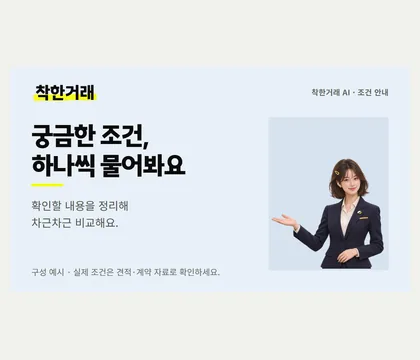 착한거래
착한거래 AI · 조건 안내
궁금한 조건,
하나씩 물어봐요
확인할 내용을 정리해
차근차근 비교해요.
구성 예시 · 실제 조건은 견적·계약 자료로 확인하세요.